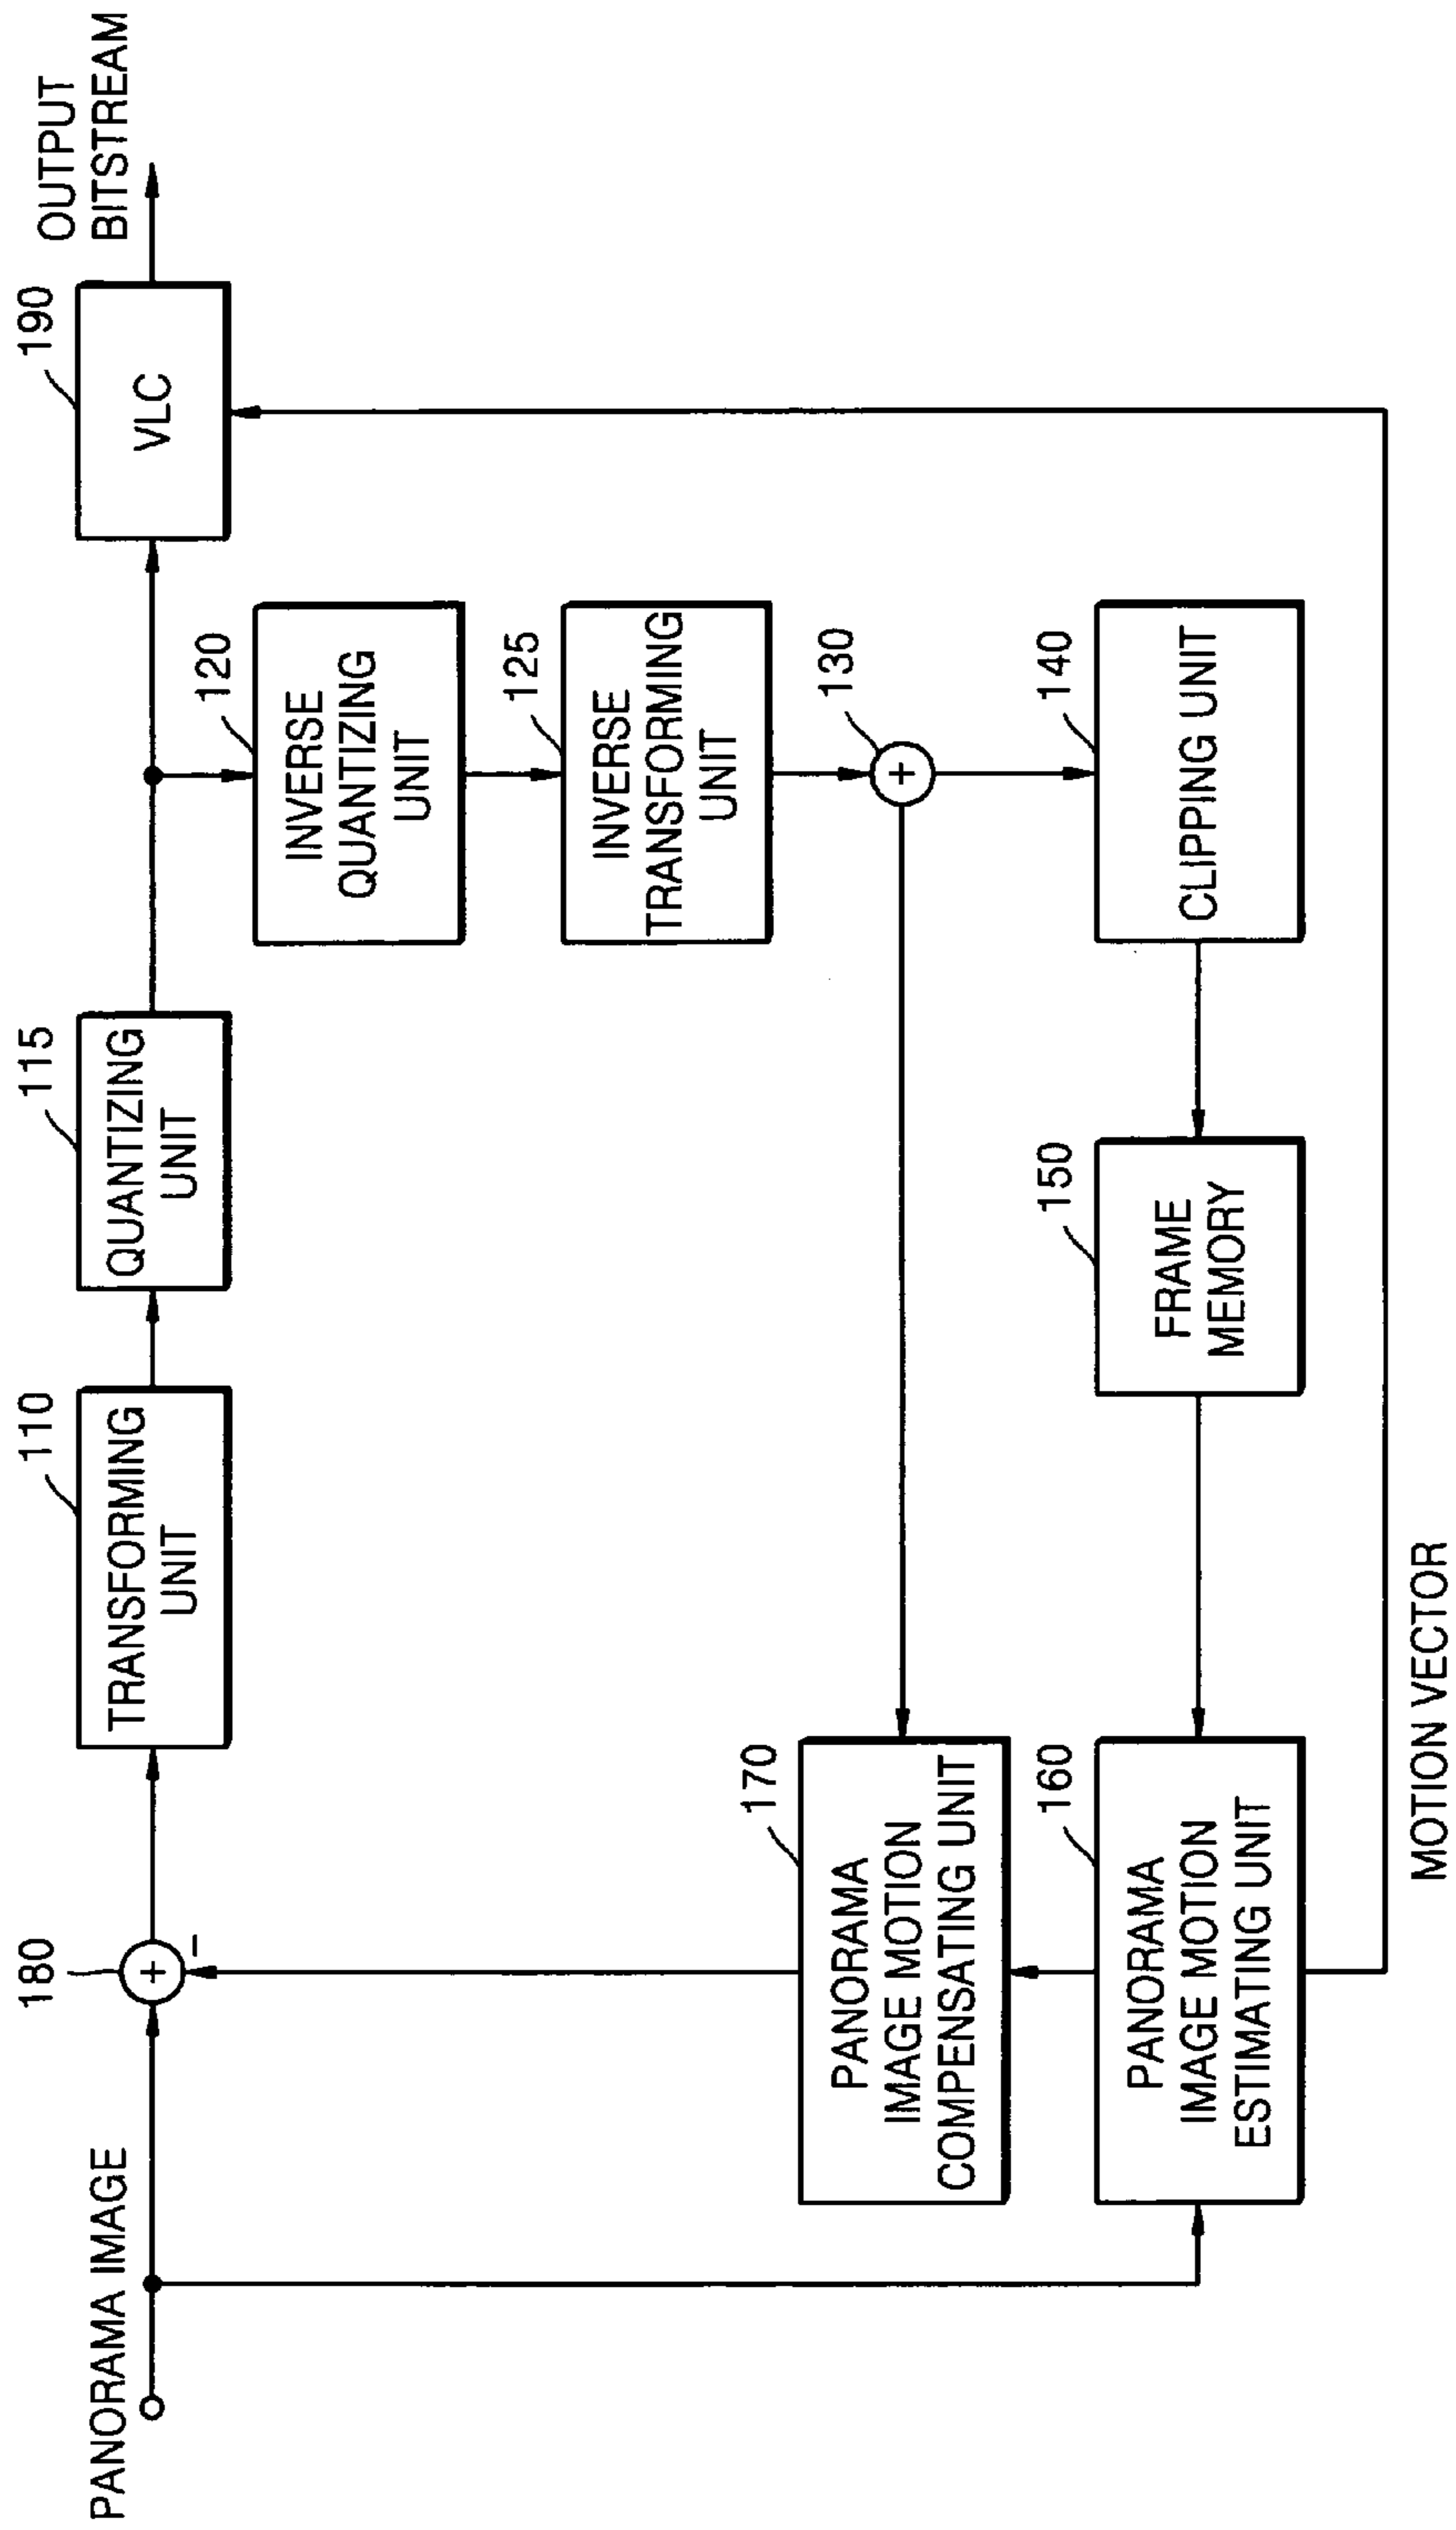 PANORAMA IMAGE
180
+
-
110
TRANSFORMING
UNIT
115
QUANTIZING
UNIT
190
VLC
OUTPUT
BITSTREAM
120
INVERSE
QUANTIZING
UNIT
125
INVERSE
TRANSFORMING
UNIT
130
+
170
PANORAMA
IMAGE MOTION
COMPENSATING UNIT
160
PANORAMA
IMAGE MOTION
ESTIMATING UNIT
150
FRAME
MEMORY
140
CLIPPING UNIT
MOTION VECTOR